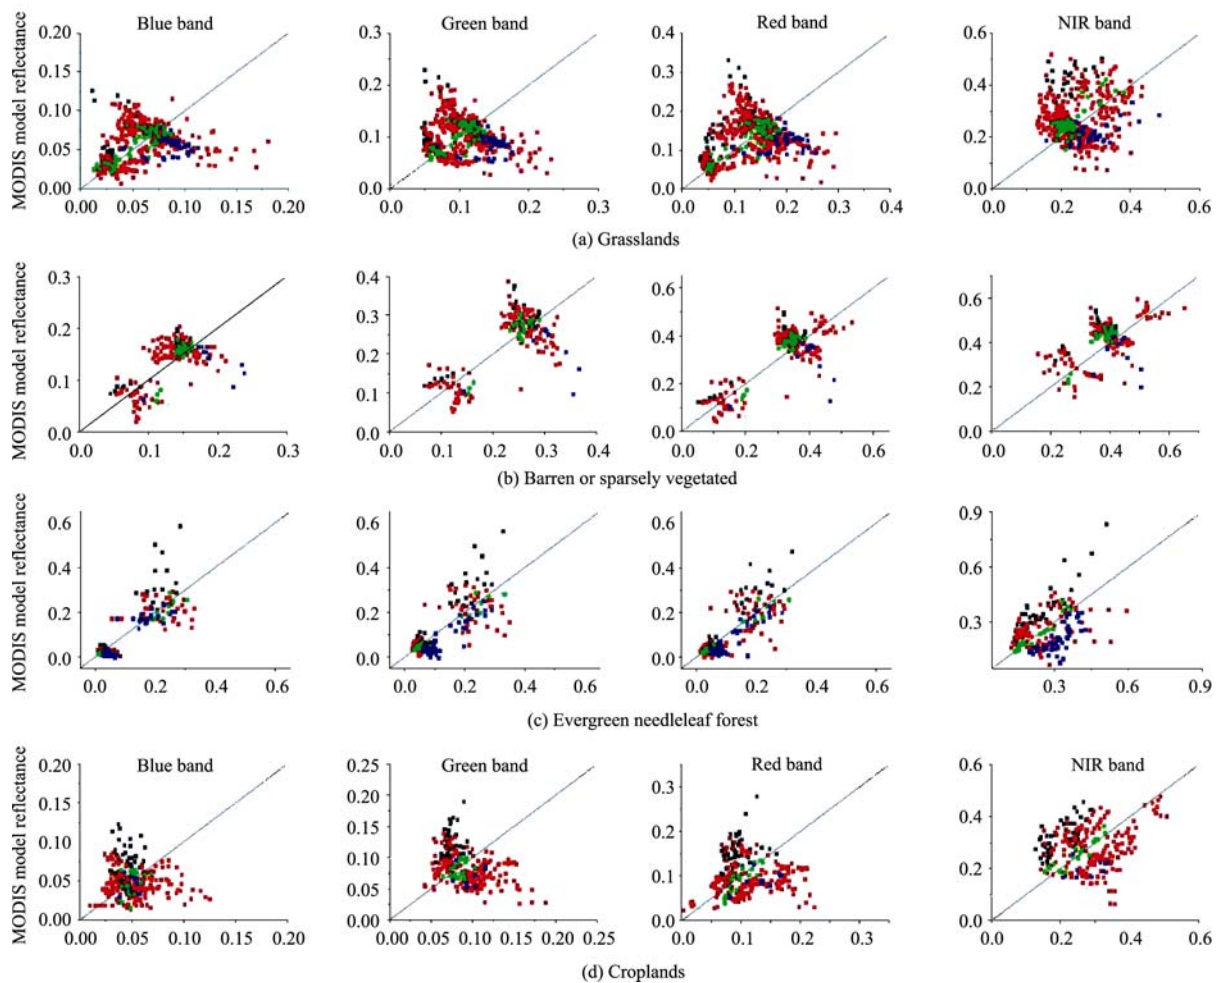 Blue band Green band Red band NIR band
MODIS model reflectance
0.20 0.3 0.4 0.6
0.15 0.3
0.2 0.4
0.10 0.2
0.1 0.2
0.05 0.1
0.00 0.0 0.0 0.0
0.00 0.05 0.10 0.15 0.20 0.0 0.1 0.2 0.3 0.0 0.1 0.2 0.3 0.4 0.0 0.2 0.4 0.6
(a) Grasslands
MODIS model reflectance
0.3 0.4 0.6 0.6
0.3
0.2 0.4 0.4
0.2
0.1 0.2 0.2
0.1
0.0 0.0 0.0 0.0
0.0 0.1 0.2 0.3 0.0 0.1 0.2 0.3 0.4 0.0 0.2 0.4 0.6 0.0 0.2 0.4 0.6
(b) Barren or sparsely vegetated
MODIS model reflectance
0.6 0.6 0.6 0.9
0.4 0.4 0.4 0.6
0.2 0.2 0.2 0.3
0.0 0.0 0.0
0.0 0.2 0.4 0.6 0.0 0.2 0.4 0.6 0.0 0.2 0.4 0.6 0.3 0.6 0.9
(c) Evergreen needleleaf forest
Blue band Green band Red band NIR band
MODIS model reflectance
0.20 0.25 0.3 0.6
0.15 0.20
0.2 0.4
0.10 0.15
0.10 0.1 0.2
0.05 0.05
0.00 0.00 0.0 0.0
0.00 0.05 0.10 0.15 0.20 0.00 0.05 0.10 0.15 0.20 0.25 0.0 0.1 0.2 0.3 0.0 0.2 0.4 0.6
(d) Croplands